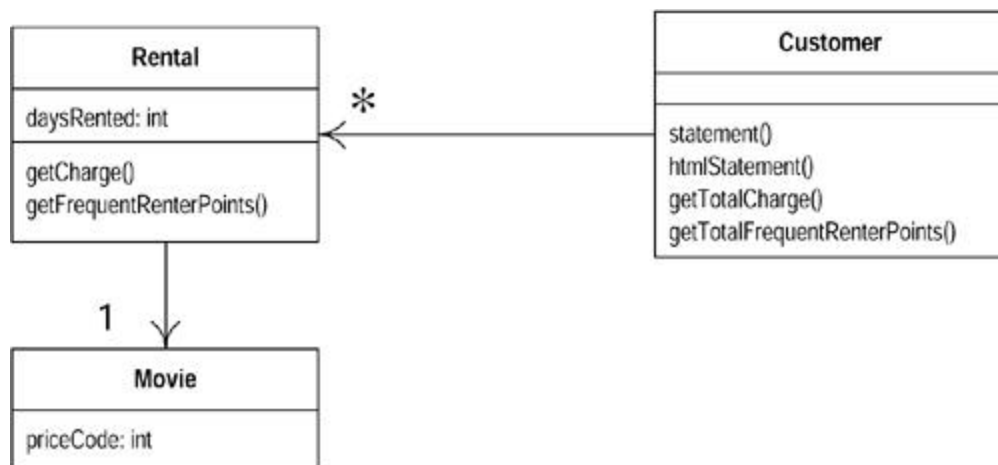 Rental
daysRented: int
getCharge()
getFrequentRenterPoints()
*
Customer
statement()
htmlStatement()
getTotalCharge()
getTotalFrequentRenterPoints()
1
Movie
priceCode: int